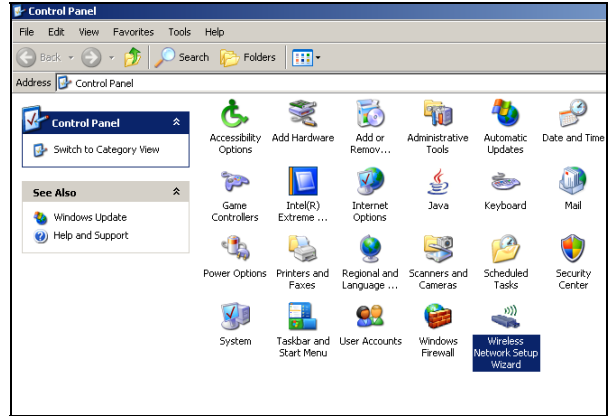 Control Panel
File Edit View Favorites Tools Help
Back Search Folders
Address Control Panel
Control Panel
Switch to Category View
See Also
Windows Update
Help and Support
Accessibility Options
Add Hardware
Add or Remov...
Administrative Tools
Automatic Updates
Date and Time
Game Controllers
Intel(R) Extreme ...
Internet Options
Java
Keyboard
Mail
Power Options
Printers and Faxes
Regional and Language ...
Scanners and Cameras
Scheduled Tasks
Security Center
System
Taskbar and Start Menu
User Accounts
Windows Firewall
Wireless Network Setup Wizard